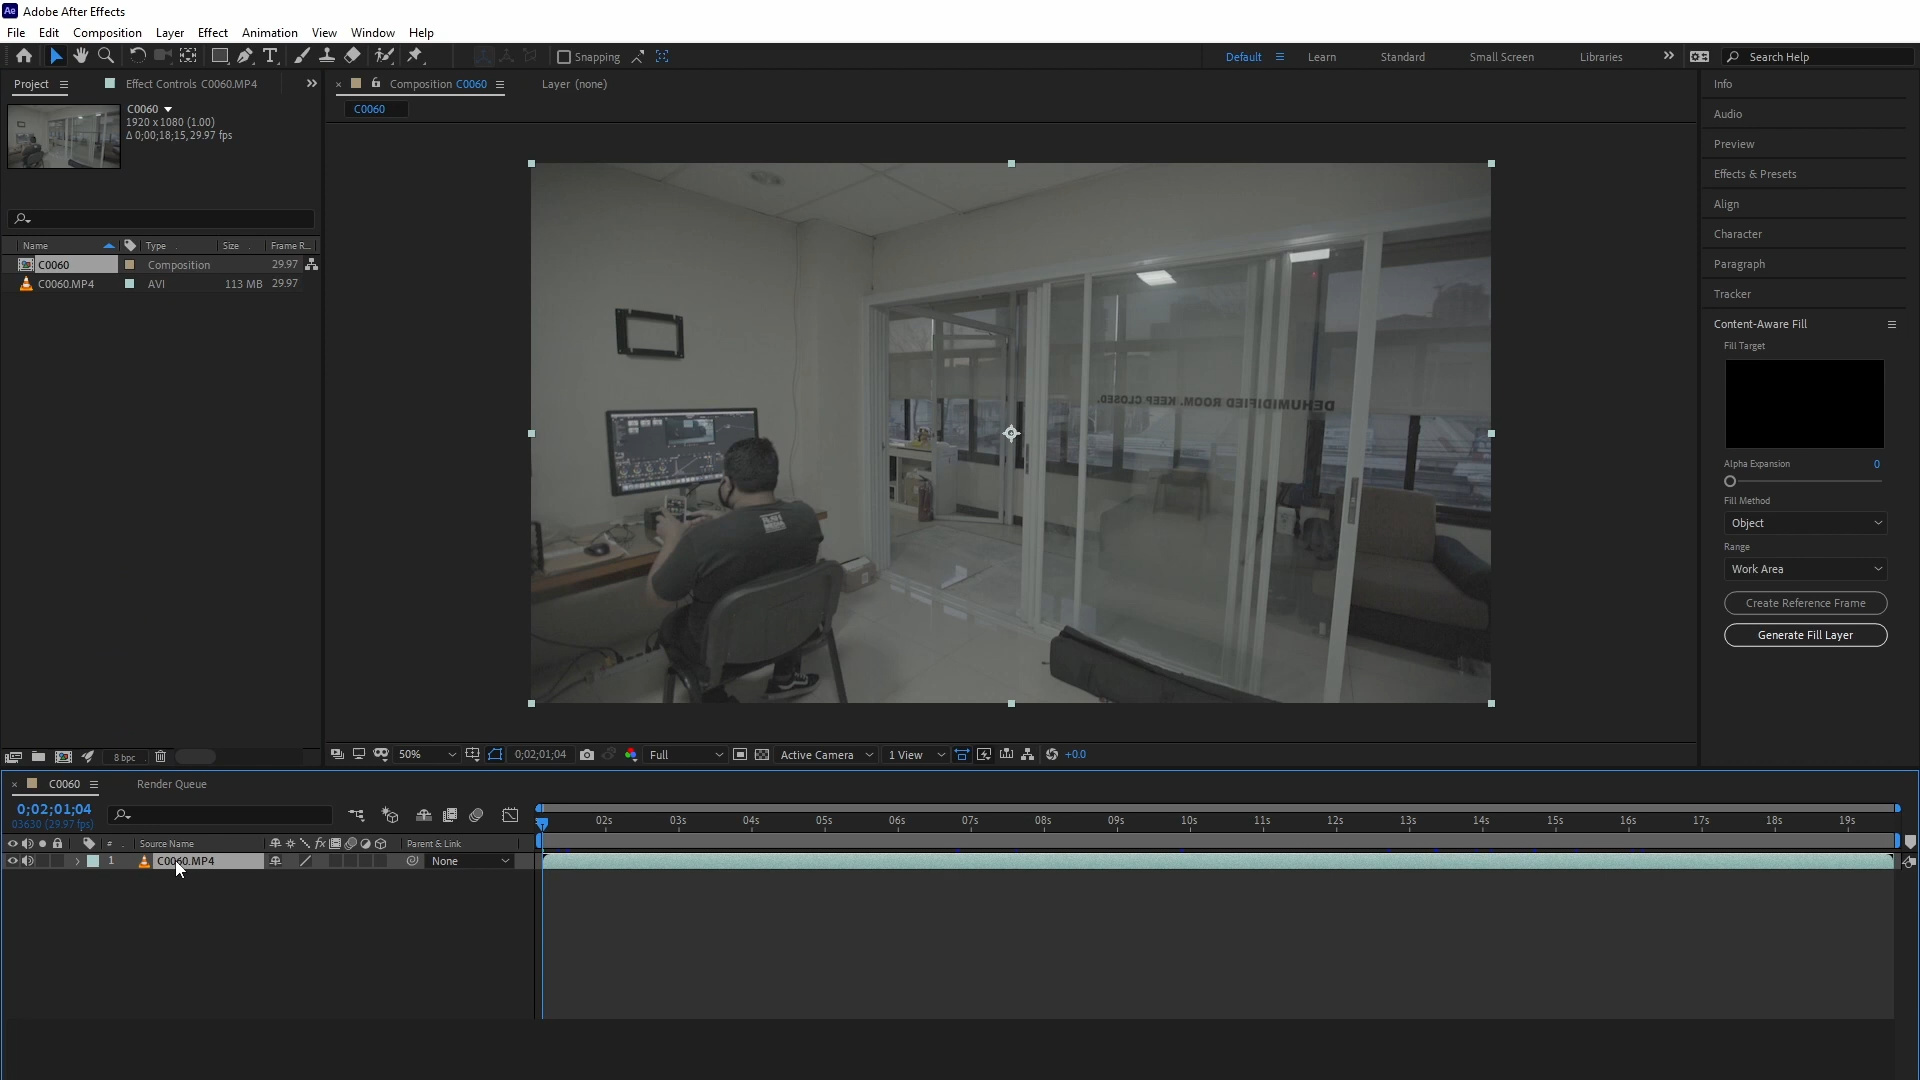 Ae Adobe After Effects
File Edit Composition Layer Effect Animation View Window Help
Snapping Default Learn Standard Small Screen Libraries Search Help
Project Effect Controls C0060.MP4
Composition C0060 Layer (none)
C0060
C0060
1920 x 1080 (1.00)
Δ 0;00;18;15, 29.97 fps
Name Type Size Frame R...
C0060 Composition 29.97
C0060.MP4 AVI 113 MB 29.97
DEHUMIDIFIED ROOM. KEEP CLOSED.
Info
Audio
Preview
Effects & Presets
Align
Character
Paragraph
Tracker
Content-Aware Fill
Fill Target
Alpha Expansion 0
Fill Method
Object
Range
Work Area
Create Reference Frame
Generate Fill Layer
8 bpc
50% 0;02;01;04 Full Active Camera 1 View +0.0
C0060 Render Queue
0;02;01;04
03630 (29.97 fps)
02s 03s 04s 05s 06s 07s 08s 09s 10s 11s 12s 13s 14s 15s 16s 17s 18s 19s
# Source Name fx Parent & Link
1 C0060.MP4 None